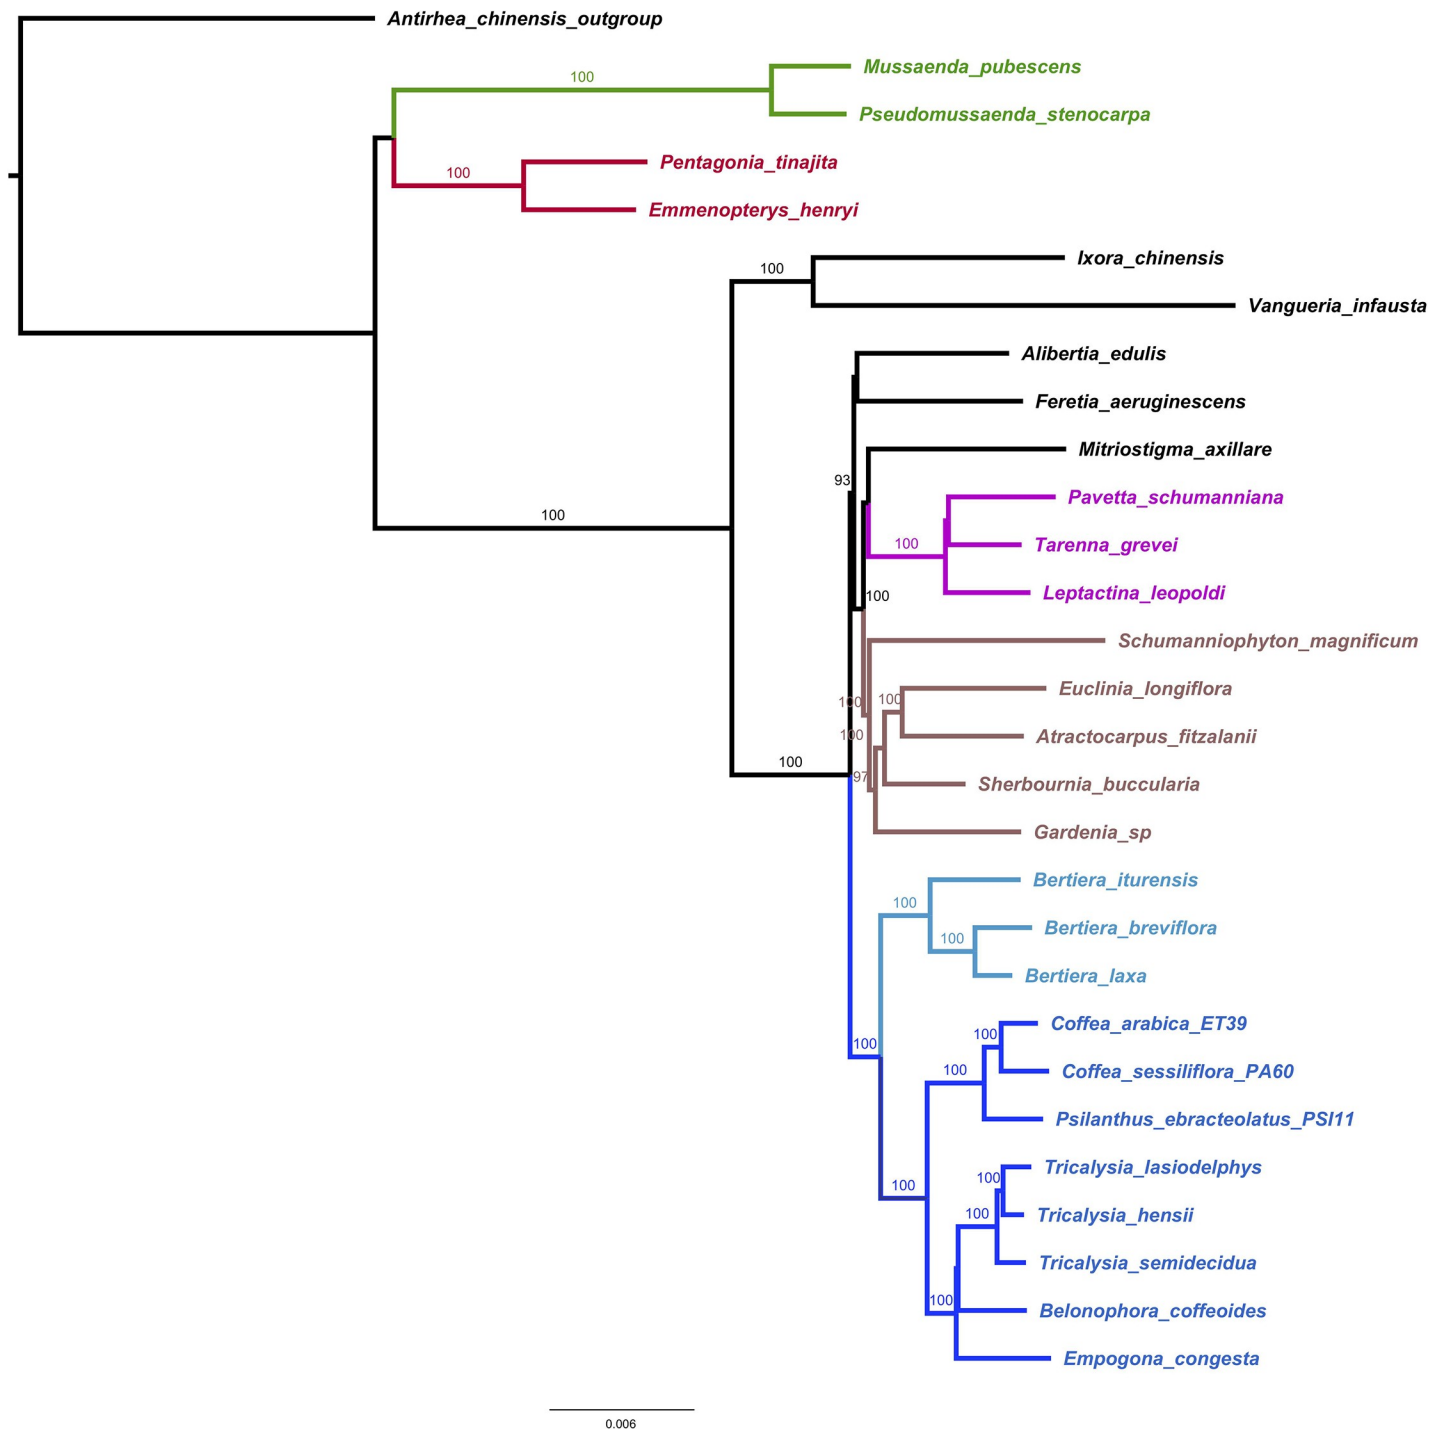 Antirhea_chinensis_outgroup
100
Mussaenda_pubescens
Pseudomussaenda_stenocarpa
100
Pentagonia_tinajita
Emmenopterys_henryi
100
Ixora_chinensis
Vangueria_infausta
Alibertia_edulis
Feretia_aeruginescens
Mitriostigma_axillare
93
Pavetta_schumanniana
100
100
Tarenna_grevei
Leptactina_leopoldi
100
Schumanniophyton_magnificum
Euclinia_longiflora
100
100
100
Atractocarpus_fitzalanii
100
97
Sherbournia_buccularia
Gardenia_sp
Bertiera_iturensis
100
Bertiera_breviflora
100
Bertiera_laxa
Coffea_arabica_ET39
100
100
100
Coffea_sessiliflora_PA60
Psilanthus_ebracteolatus_PSI11
Tricalysia_lasiodelphys
100
100
100
Tricalysia_hensii
Tricalysia_semidecidua
100
Belonophora_coffeoides
Empogona_congesta
0.006